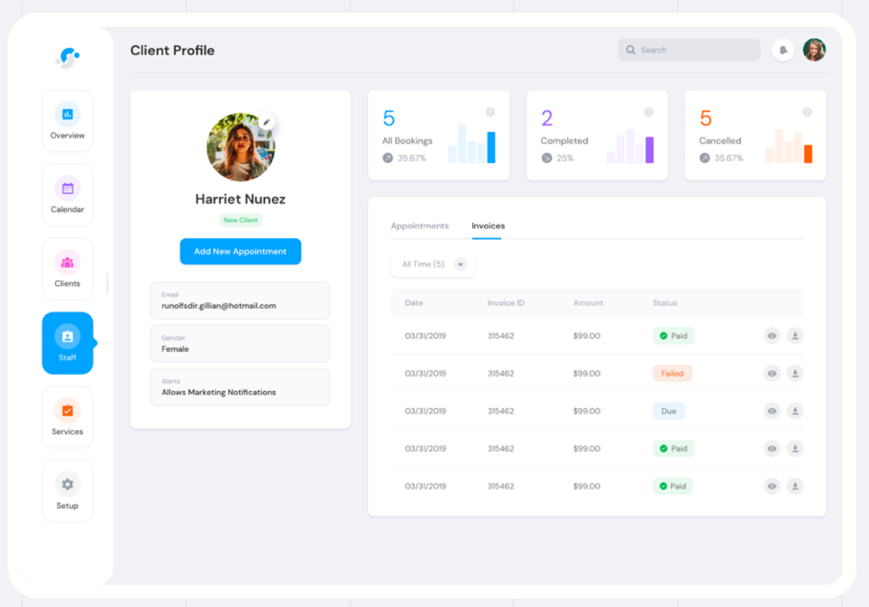 Client Profile
Search
Overview
Calendar
Clients
Staff
Services
Setup
Harriet Nunez
New Client
Add New Appointment
Email
runolfsdir.gillian@hotmail.com
Gender
Female
Alerts
Allows Marketing Notifications
5
All Bookings
35.67%
2
Completed
25%
5
Cancelled
35.67%
Appointments Invoices
All Time (5)
Date Invoice ID Amount Status
03/31/2019 315462 $99.00 Paid
03/31/2019 315462 $99.00 Failed
03/31/2019 315462 $99.00 Due
03/31/2019 315462 $99.00 Paid
03/31/2019 315462 $99.00 Paid